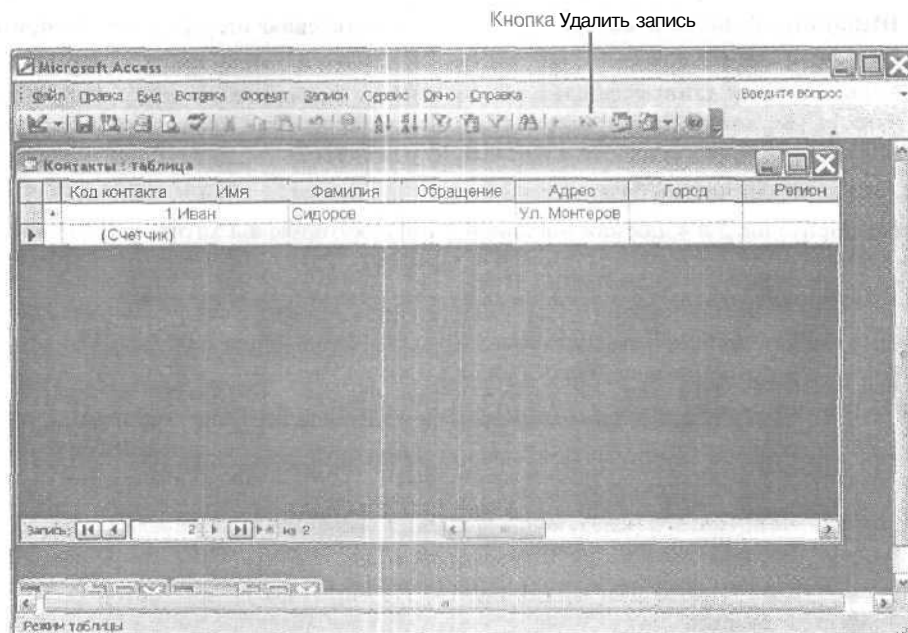 Кнопка Удалить запись
Microsoft Access
Файл Правка Вид Вставка Формат Записи Сервис Окно Справка Введите вопрос
Контакты : таблица
Код контакта Имя Фамилия Обращение Адрес Город Регион
1 Иван Сидоров Ул. Монтеров
(Счетчик)
Запись: 2 из 2
Режим таблицы